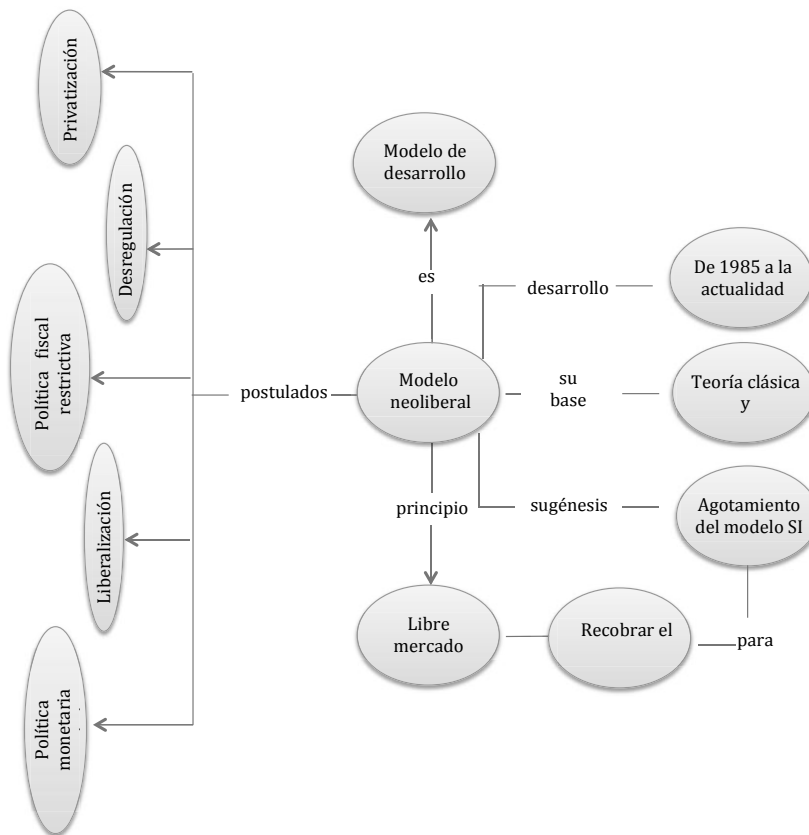 Privatización
Desregulación
Política fiscal
restrictiva
Liberalización
Política
monetaria
postulados
Modelo de
desarrollo
es
Modelo
neoliberal
desarrollo
De 1985 a la
actualidad
su
base
Teoría clásica
y
principio
sugénesis
Agotamiento
del modelo SI
Libre
mercado
Recobrar el
para